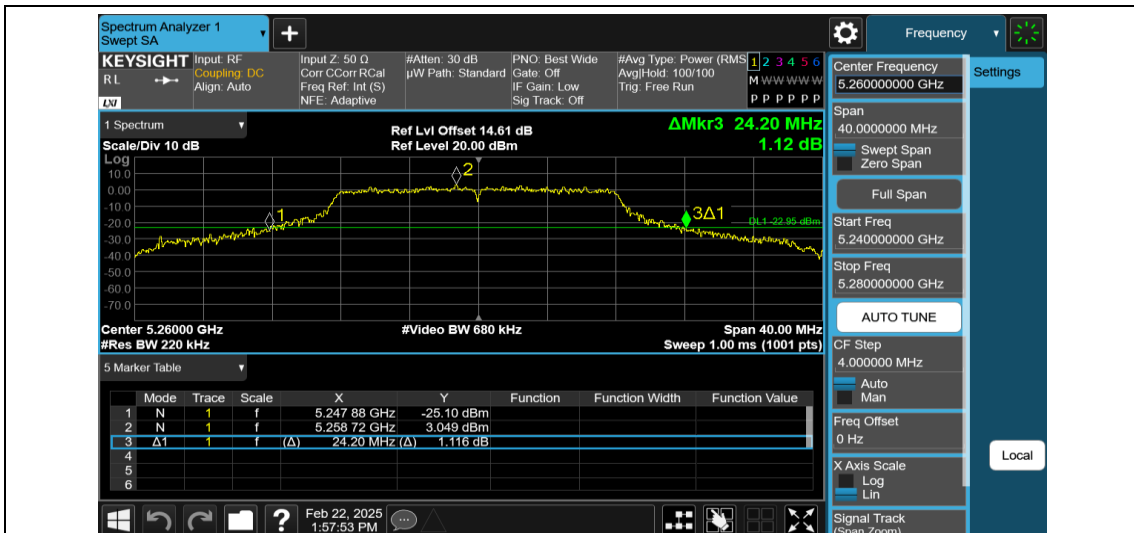 Spectrum Analyzer 1
Swept SA
Frequency
KEYSIGHT
R L
LXI
Input: RF
Coupling: DC
Align: Auto
Input Z: 50 Ω
Corr CCorr RCal
Freq Ref: Int (S)
NFE: Adaptive
#Atten: 30 dB
µW Path: Standard
PNO: Best Wide
Gate: Off
IF Gain: Low
Sig Track: Off
#Avg Type: Power (RMS
Avg|Hold: 100/100
Trig: Free Run
1 2 3 4 5 6
M W W W W W
P P P P P P
1 Spectrum
Scale/Div 10 dB
Ref Lvl Offset 14.61 dB
Ref Level 20.00 dBm
ΔMkr3 24.20 MHz
1.12 dB
Log
10.0
0.00
-10.0
-20.0
-30.0
-40.0
-50.0
-60.0
-70.0
1
2
3Δ1
DL1 -22.95 dBm
Center 5.26000 GHz
#Res BW 220 kHz
#Video BW 680 kHz
Span 40.00 MHz
Sweep 1.00 ms (1001 pts)
5 Marker Table
Mode Trace Scale X Y Function Function Width Function Value
1 N 1 f 5.247 88 GHz -25.10 dBm
2 N 1 f 5.258 72 GHz 3.049 dBm
3 Δ1 1 f (Δ) 24.20 MHz (Δ) 1.116 dB
4
5
6
Feb 22, 2025
1:57:53 PM
Center Frequency
5.260000000 GHz
Span
40.0000000 MHz
Swept Span
Zero Span
Full Span
Start Freq
5.240000000 GHz
Stop Freq
5.280000000 GHz
AUTO TUNE
CF Step
4.000000 MHz
Auto
Man
Freq Offset
0 Hz
X Axis Scale
Log
Lin
Signal Track
(Span Zoom)
Settings
Local